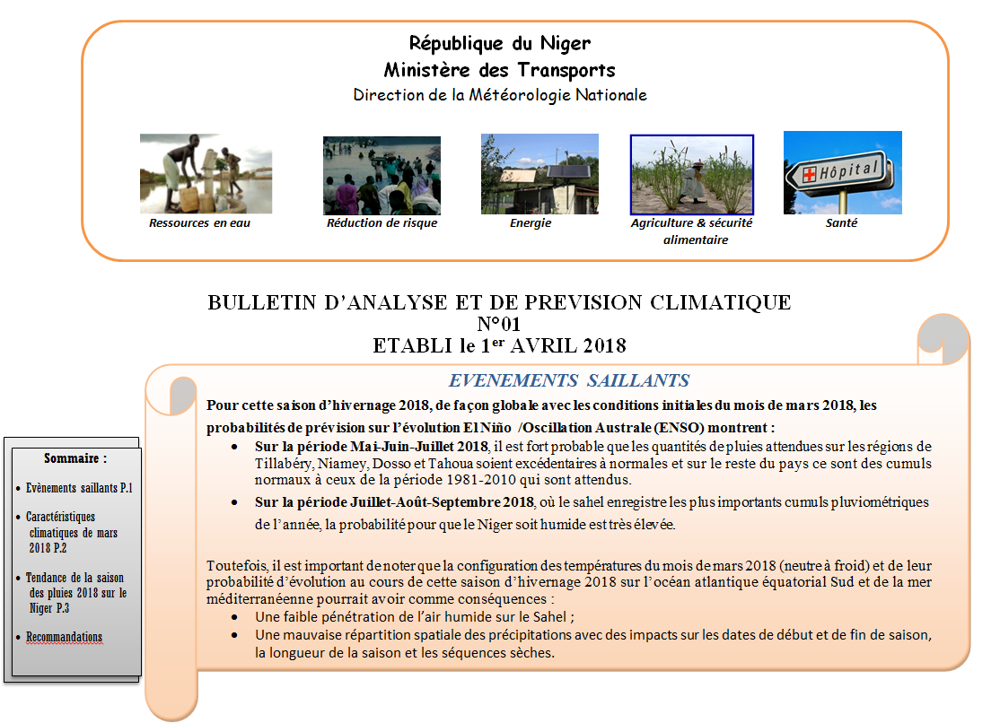 République du Niger
Ministère des Transports
Direction de la Météorologie Nationale
Hôpital
Ressources en eau
Réduction de risque
Energie
Agriculture & sécurité
alimentaire
Santé
BULLETIN D'ANALYSE ET DE PREVISION CLIMATIQUE
N°01
ETABLI le 1er AVRIL 2018
EVENEMENTS SAILLANTS
Pour cette saison d'hivernage 2018, de façon globale avec les conditions initiales du mois de mars 2018, les
probabilités de prévision sur l'évolution El Niño /Oscillation Australe (ENSO) montrent :
• Sur la période Mai-Juin-Juillet 2018, il est fort probable que les quantités de pluies attendues sur les régions de
Tillabéry, Niamey, Dosso et Tahoua soient excédentaires à normales et sur le reste du pays ce sont des cumuls
normaux à ceux de la période 1981-2010 qui sont attendus.
• Sur la période Juillet-Août-Septembre 2018, où le sahel enregistre les plus importants cumuls pluviométriques
de l'année, la probabilité pour que le Niger soit humide est très élevée.
Toutefois, il est important de noter que la configuration des températures du mois de mars 2018 (neutre à froid) et de leur
probabilité d'évolution au cours de cette saison d'hivernage 2018 sur l'océan atlantique équatorial Sud et de la mer
méditerranéenne pourrait avoir comme conséquences :
• Une faible pénétration de l'air humide sur le Sahel ;
• Une mauvaise répartition spatiale des précipitations avec des impacts sur les dates de début et de fin de saison,
la longueur de la saison et les séquences sèches.
Sommaire :
• Evènements saillants P.1
• Caractéristiques
climatiques de mars
2018 P.2
• Tendance de la saison
des pluies 2018 sur le
Niger P.3
• Recommandations